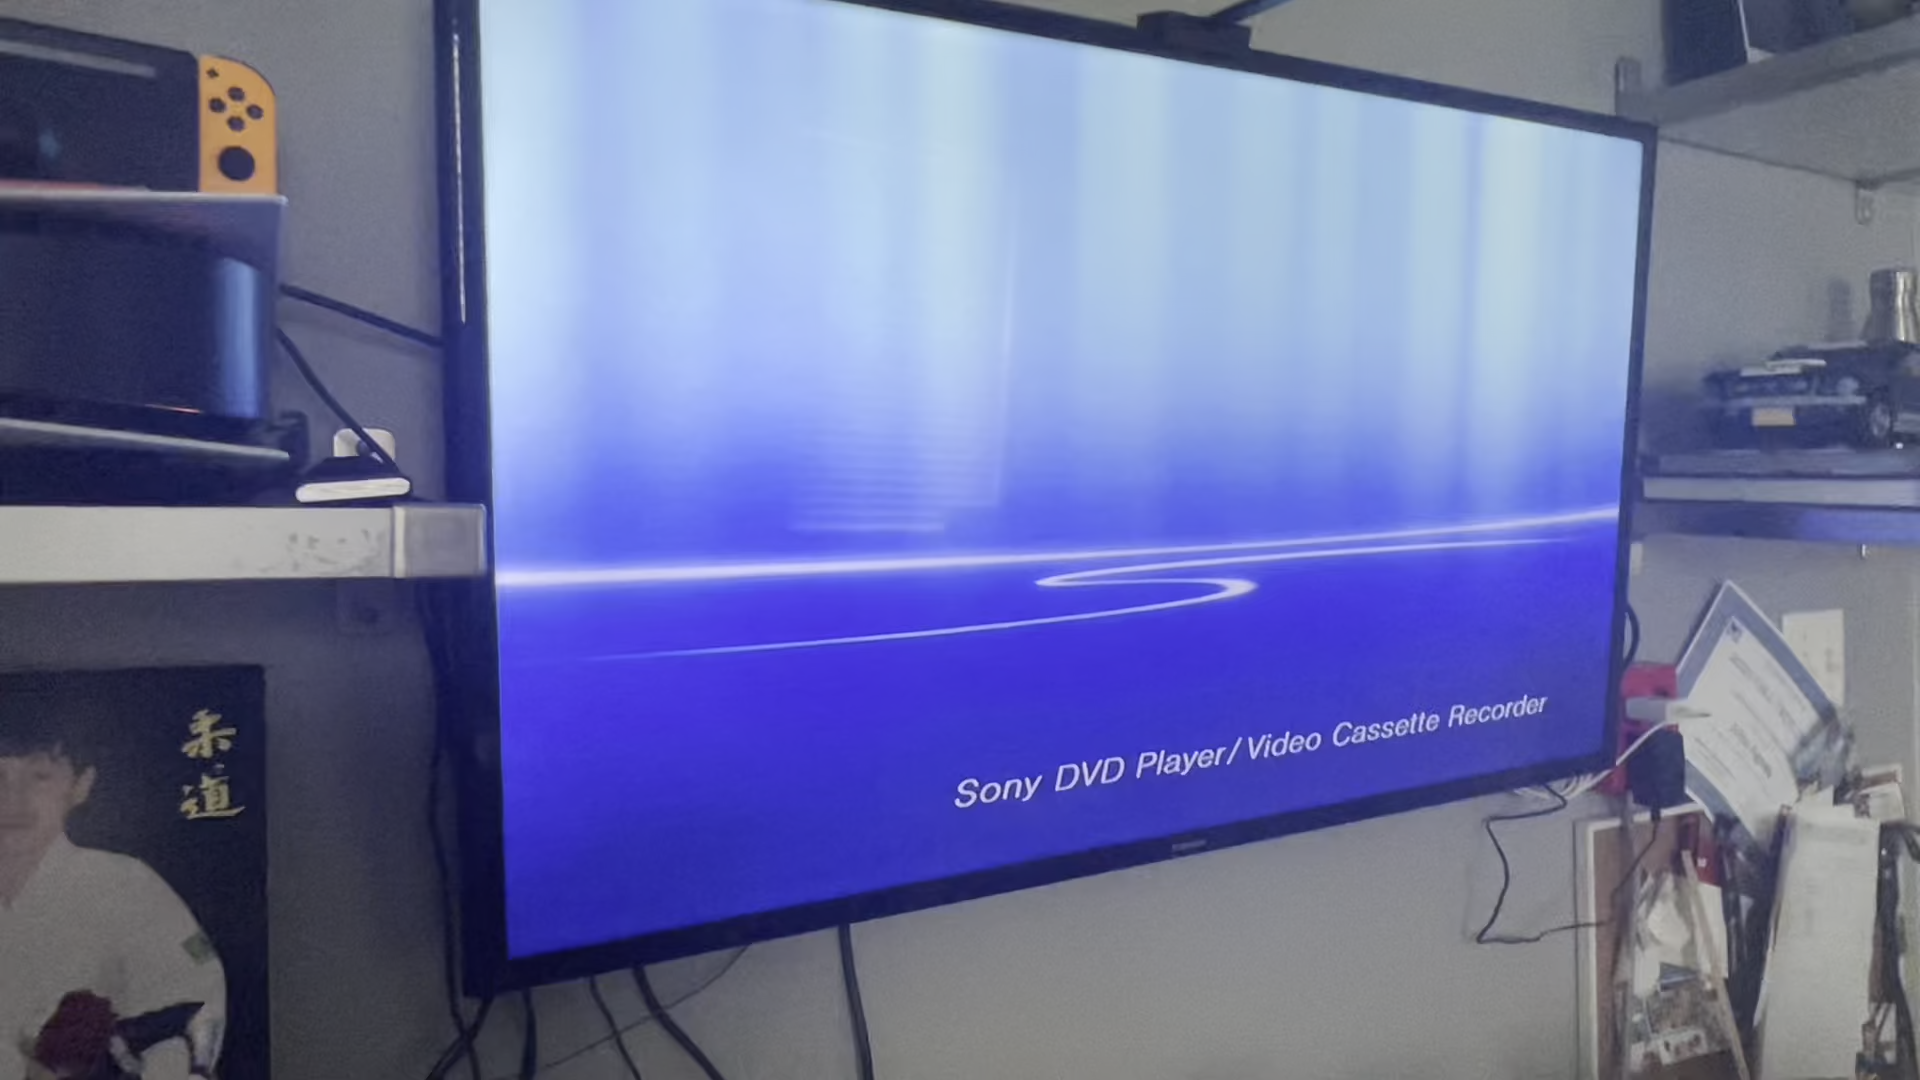 柔
道
Sony DVD Player/Video Cassette Recorder